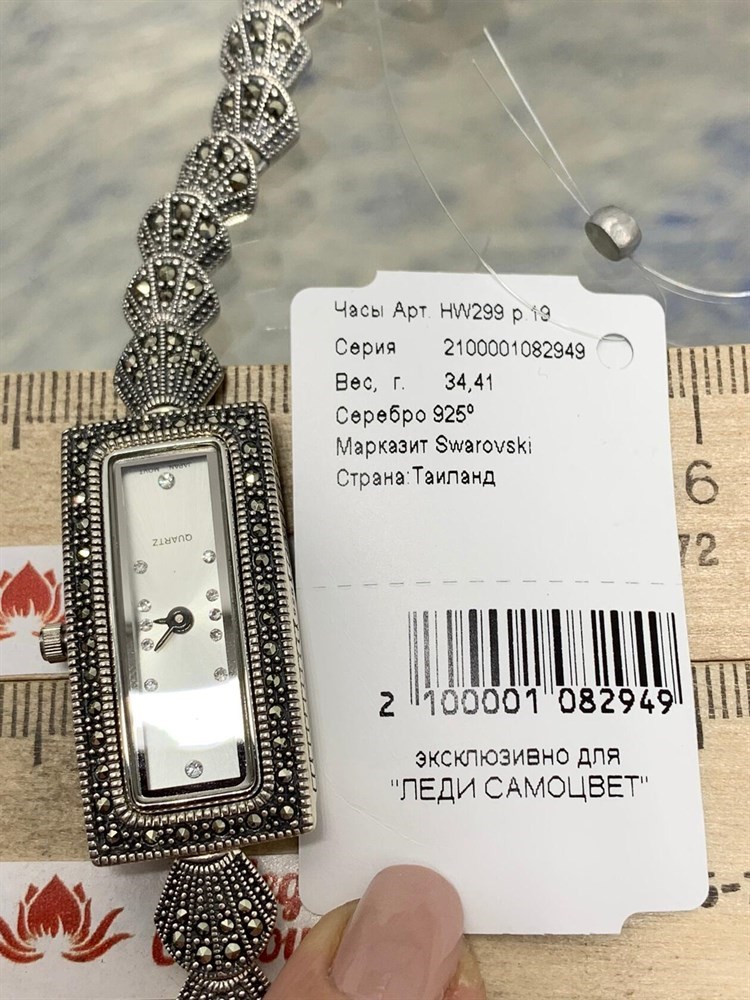 Часы Арт. HW299 р.19
Серия 2100001082949
Вес, г. 34,41
Серебро 925°
Марказит Swarovski
Страна:Таиланд
2 100001 082949
эксклюзивно для
"ЛЕДИ САМОЦВЕТ"
QUARTZ
6
72